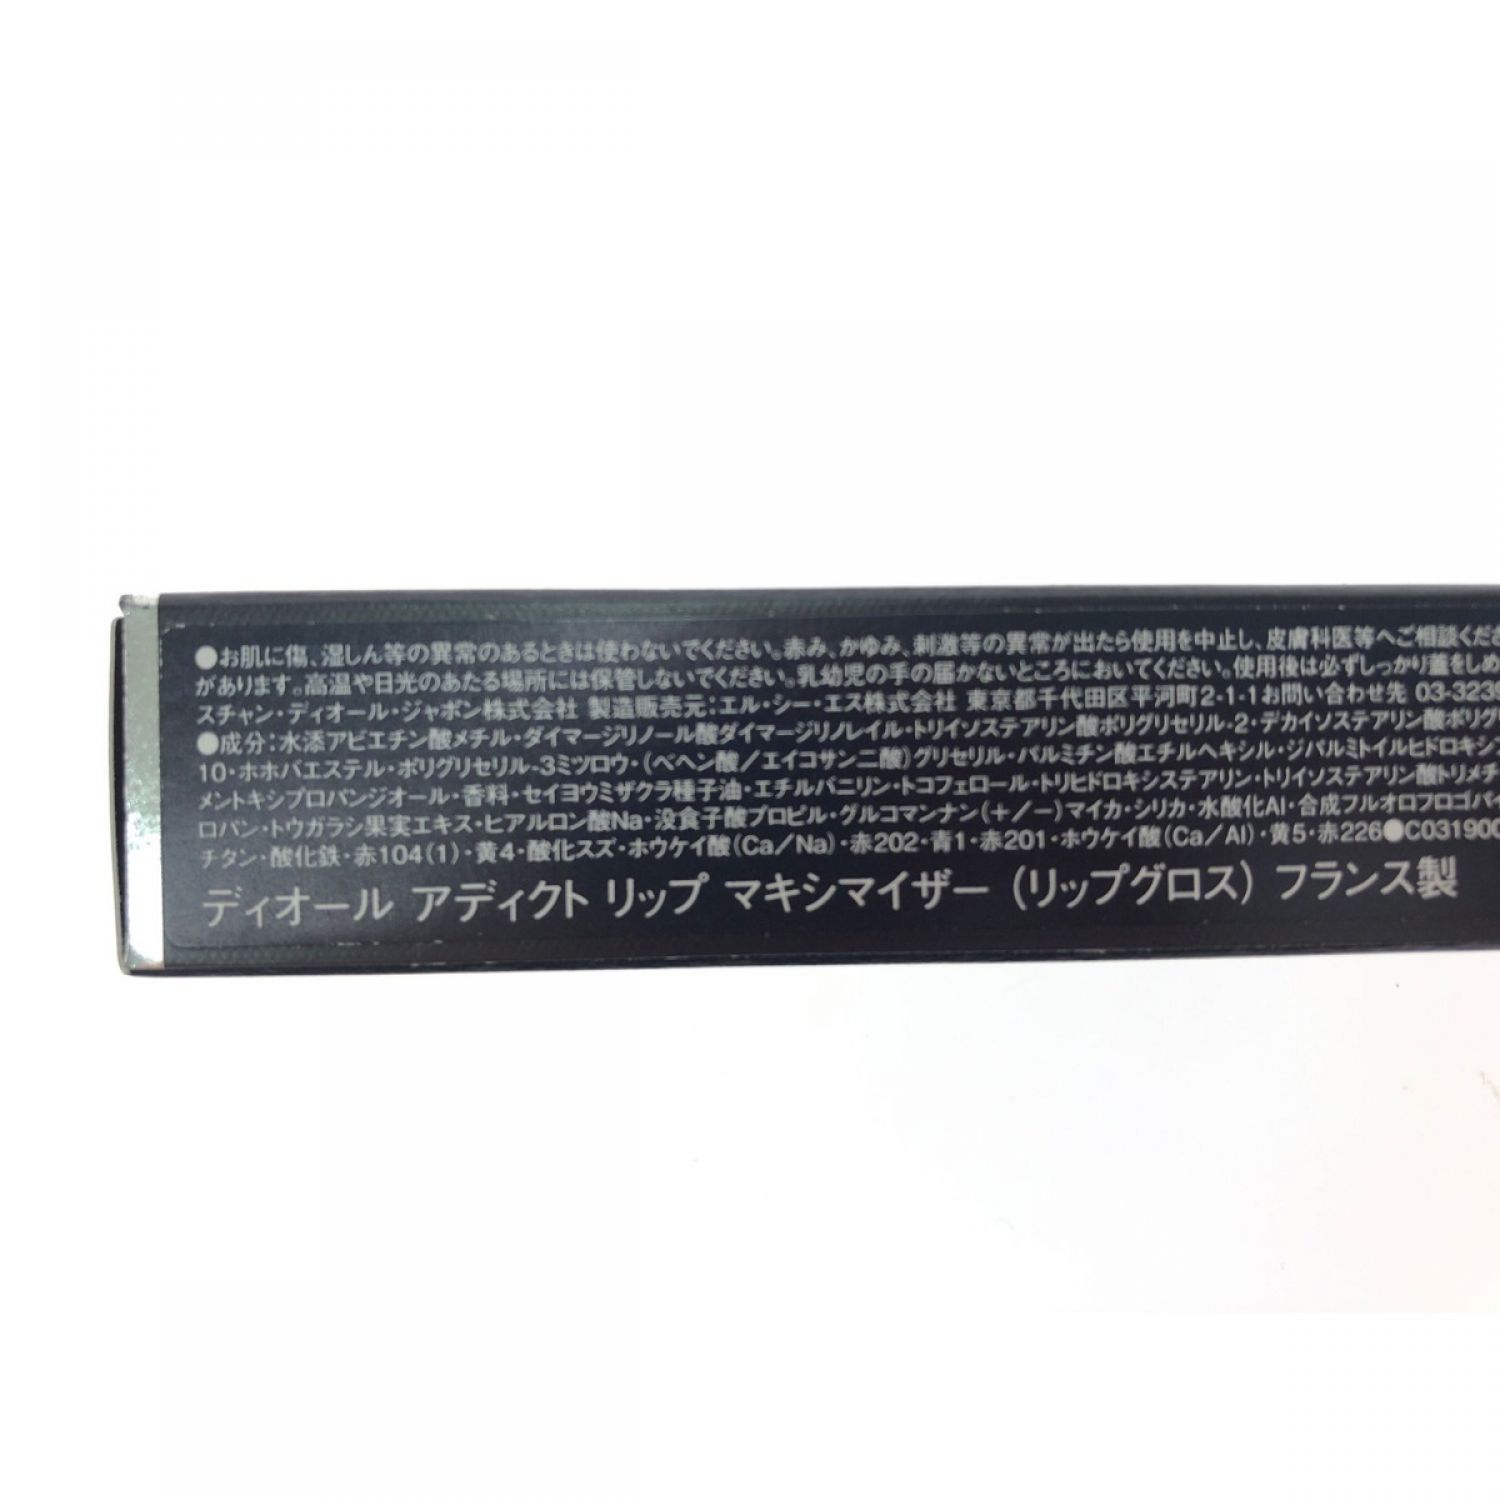 ●お肌に傷、湿しん等の異常のあるときは使わないでください。赤み、かゆみ、刺激等の異常が出たら使用を中止し、皮膚科医等へご相談くださ
があります。高温や日光のあたる場所には保管しないでください。乳幼児の手の届かないところにおいてください。使用後は必ずしっかり蓋をしめ
スチャン・ディオール・ジャポン株式会社 製造販売元:エル・シー・エス株式会社 東京都千代田区平河町2-1-1お問い合わせ先 03-3239
●成分:水添アビエチン酸メチル・ダイマージリノール酸ダイマージリノレイル・トリイソステアリン酸ポリグリセリル-2・デカイソステアリン酸ポリグリ
10・ホホバエステル・ポリグリセリル-3ミツロウ・(ベヘン酸/エイコサン二酸)グリセリル・パルミチン酸エチルヘキシル・ジパルミトイルヒドロキシ
メントキシプロパンジオール・香料・セイヨウミザクラ種子油・エチルバニリン・トコフェロール・トリヒドロキシステアリン・トリイソステアリン酸トリメチ
ロパン・トウガラシ果実エキス・ヒアルロン酸Na・没食子酸プロピル・グルコマンナン(+/−)マイカ・シリカ・水酸化Al・合成フルオロフロゴパイ
チタン・酸化鉄・赤104(1)・黄4・酸化スズ・ホウケイ酸(Ca/Na)・赤202・青1・赤201・ホウケイ酸(Ca/Al)・黄5・赤226●C031900
ディオール アディクト リップ マキシマイザー (リップグロス) フランス製